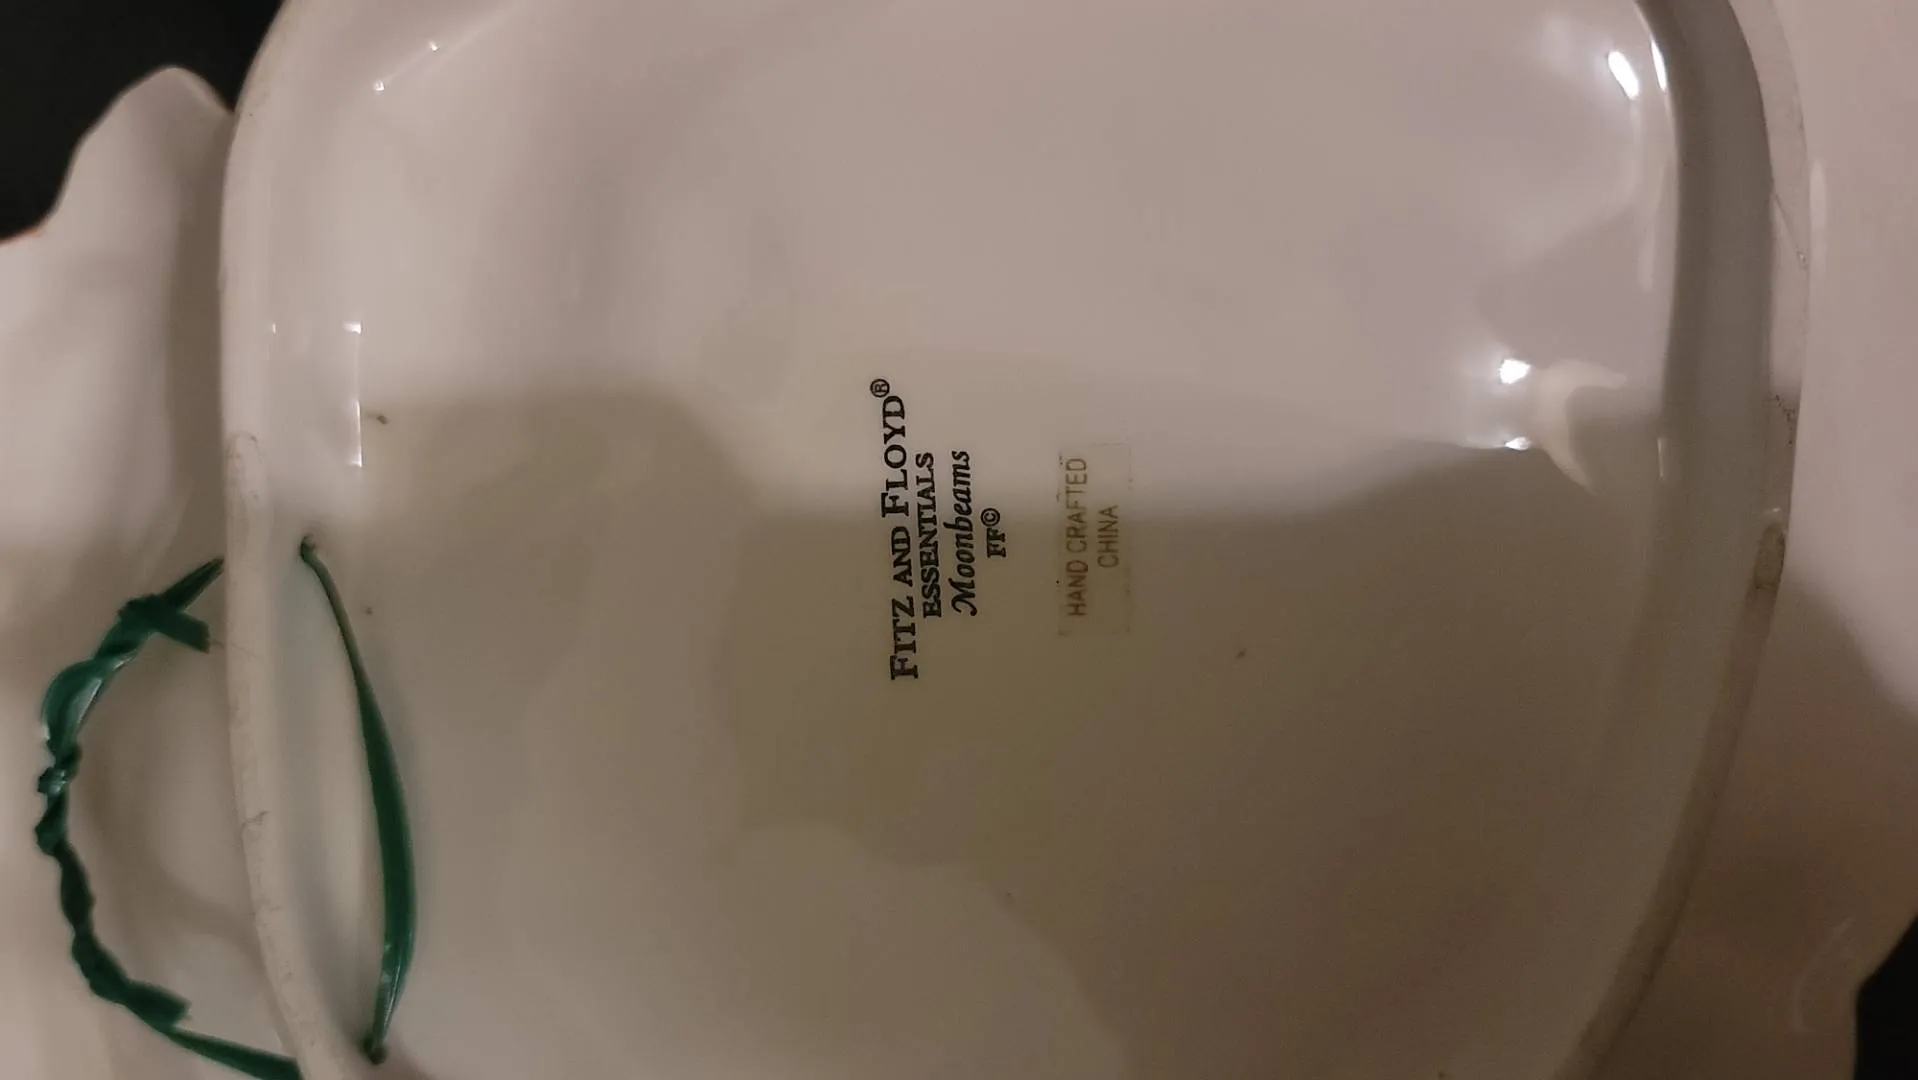 FITZ AND FLOYD®
ESSENTIALS
Moonbeams
FF©
HAND CRAFTED
CHINA